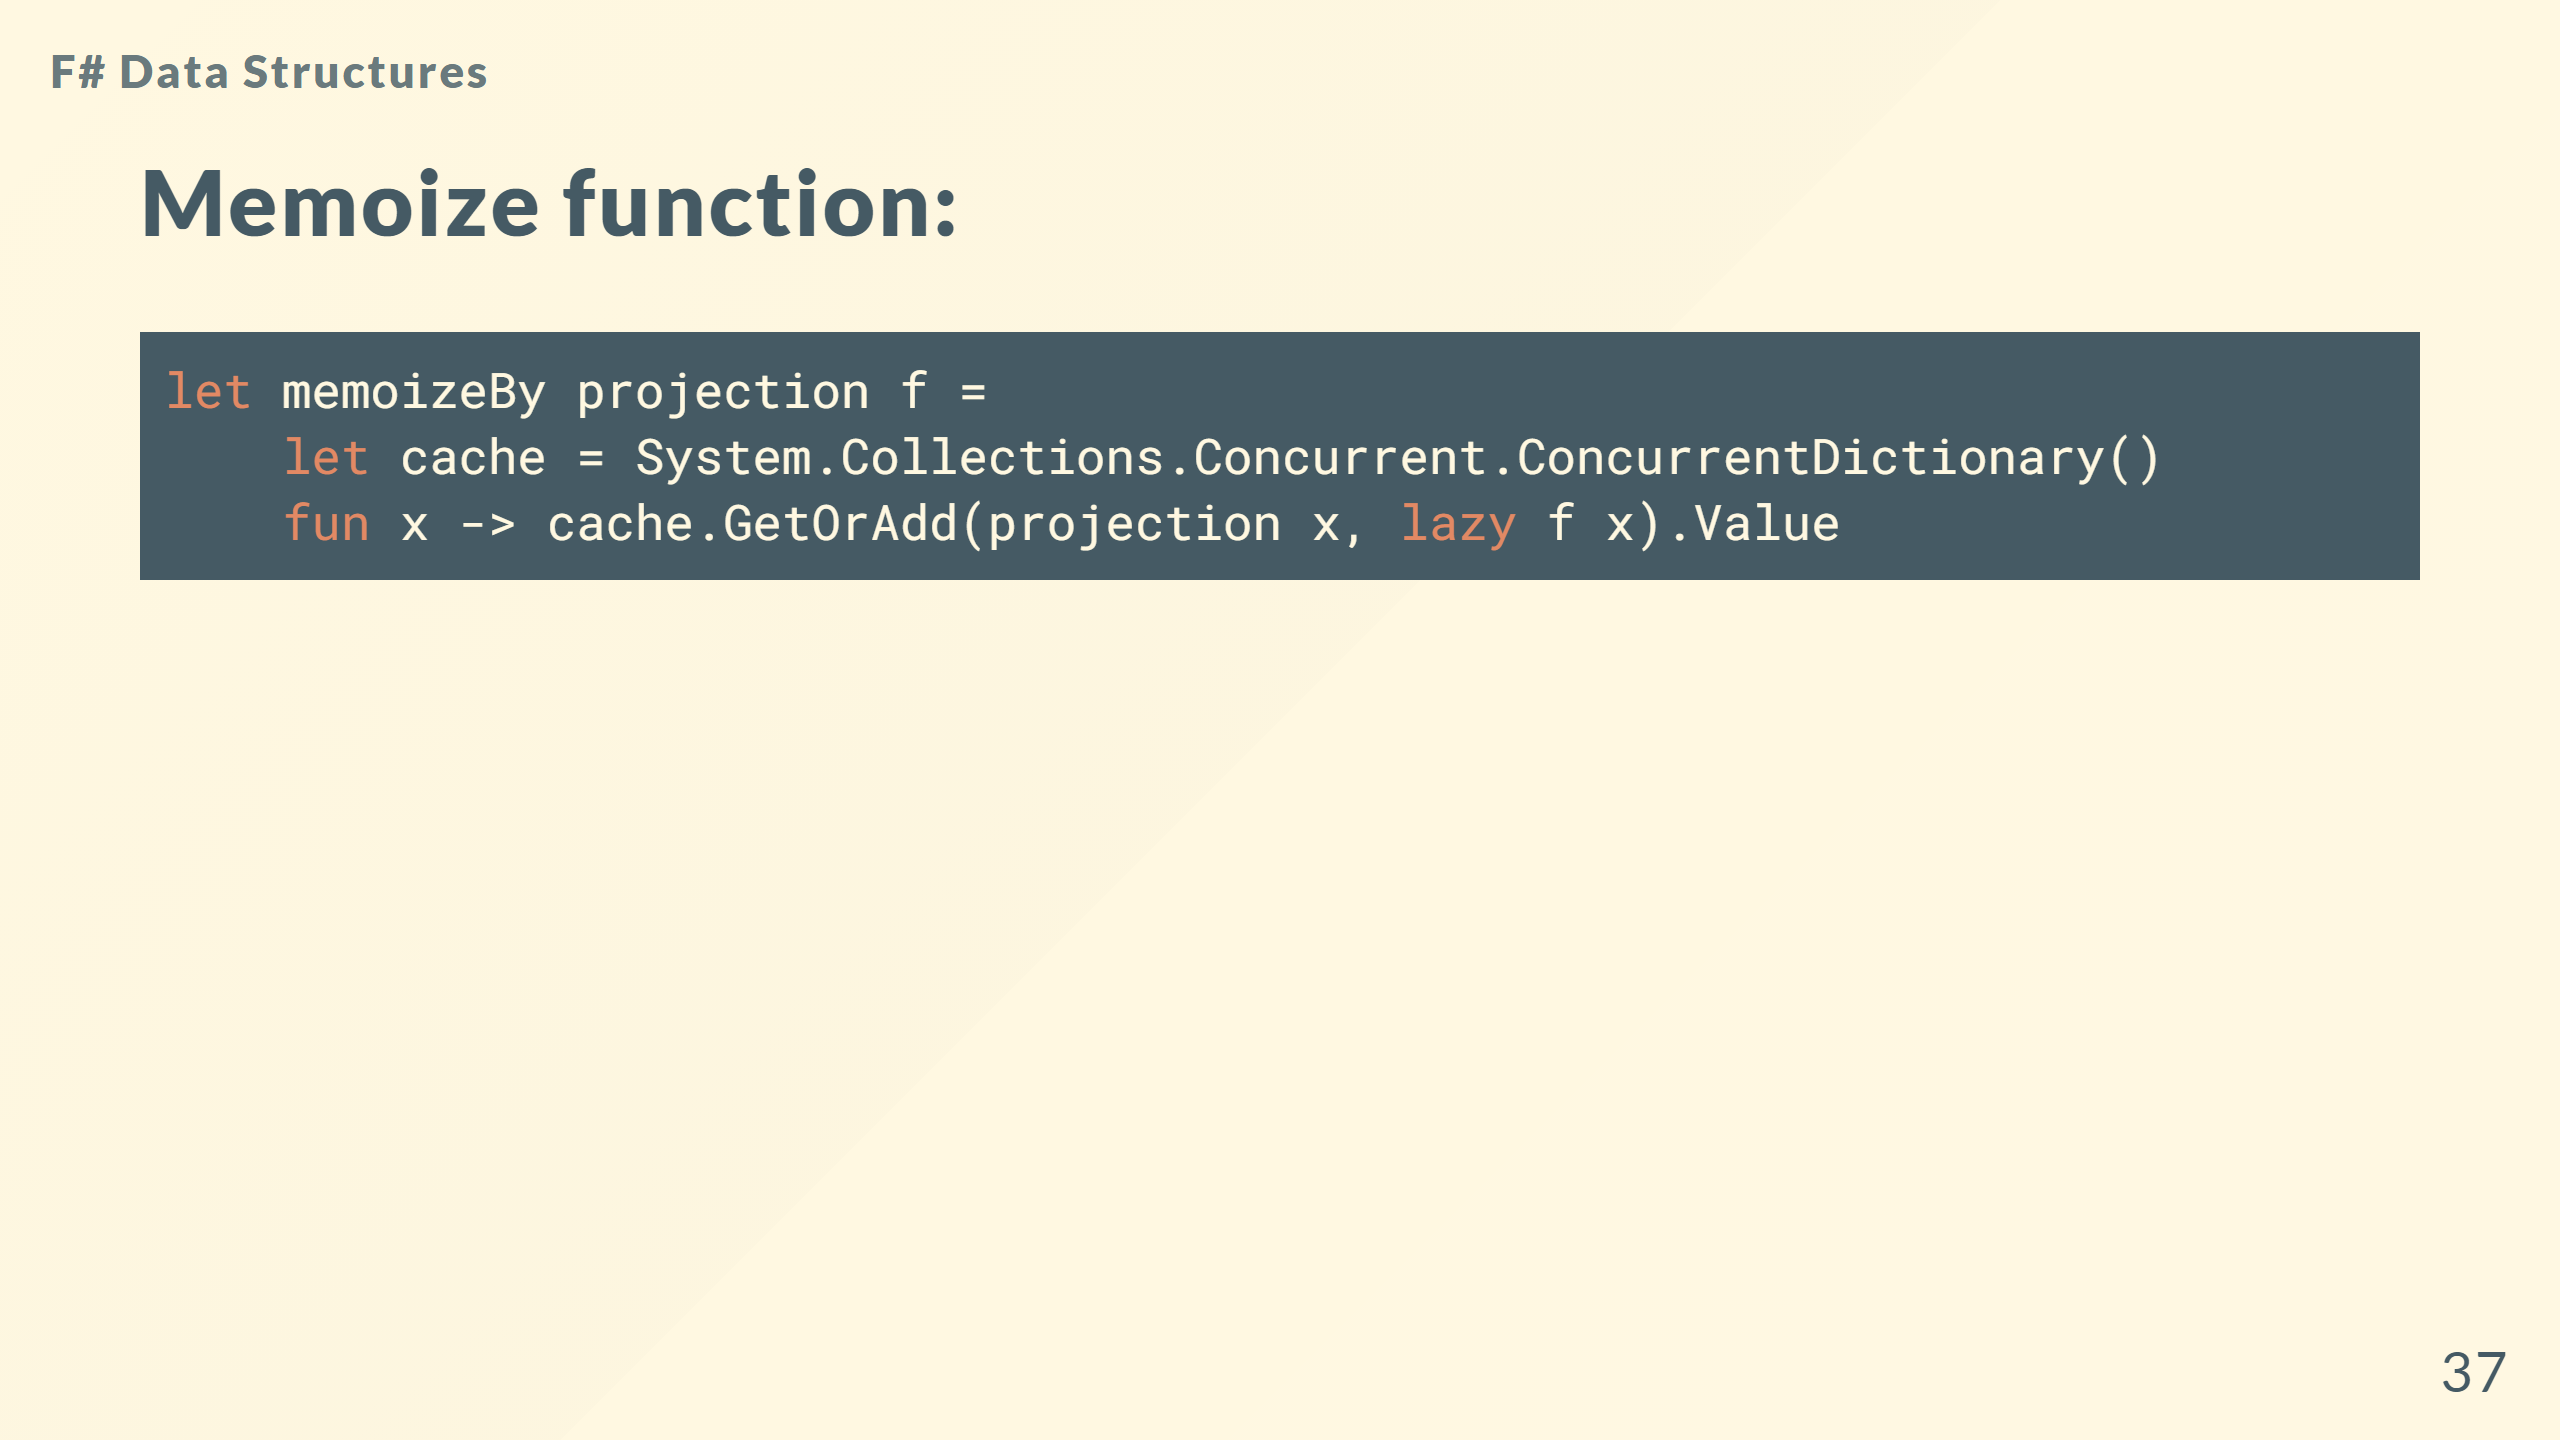 F# Data Structures
Memoize function:
let memoizeBy projection f =
    let cache = System.Collections.Concurrent.ConcurrentDictionary()
    fun x -> cache.GetOrAdd(projection x, lazy f x).Value
37